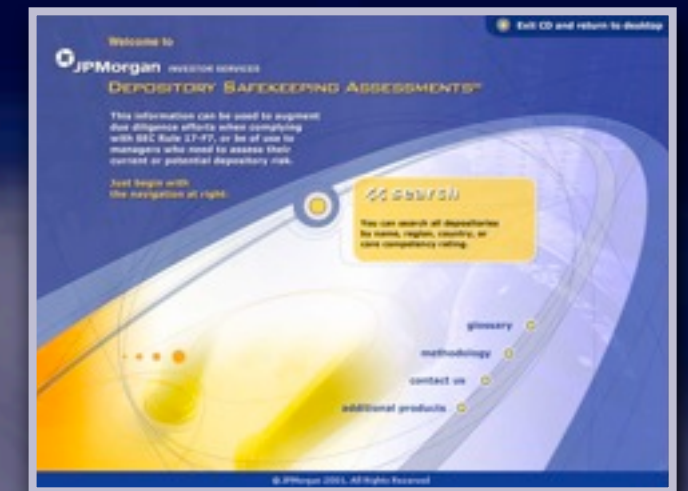 Exit CD and return to desktop
Welcome to
JPMorgan INVESTOR SERVICES
DEPOSITORY SAFEKEEPING ASSESSMENTS℠
This information can be used to augment
due diligence efforts when complying
with SEC Rule 17-F7, or be of use to
managers who need to assess their
current or potential depository risk.
Just begin with
the navigation at right.
<< search
You can search all depositories
by name, region, country, or
core competency rating.
glossary
methodology
contact us
additional products
© JPMorgan 2001. All Rights Reserved